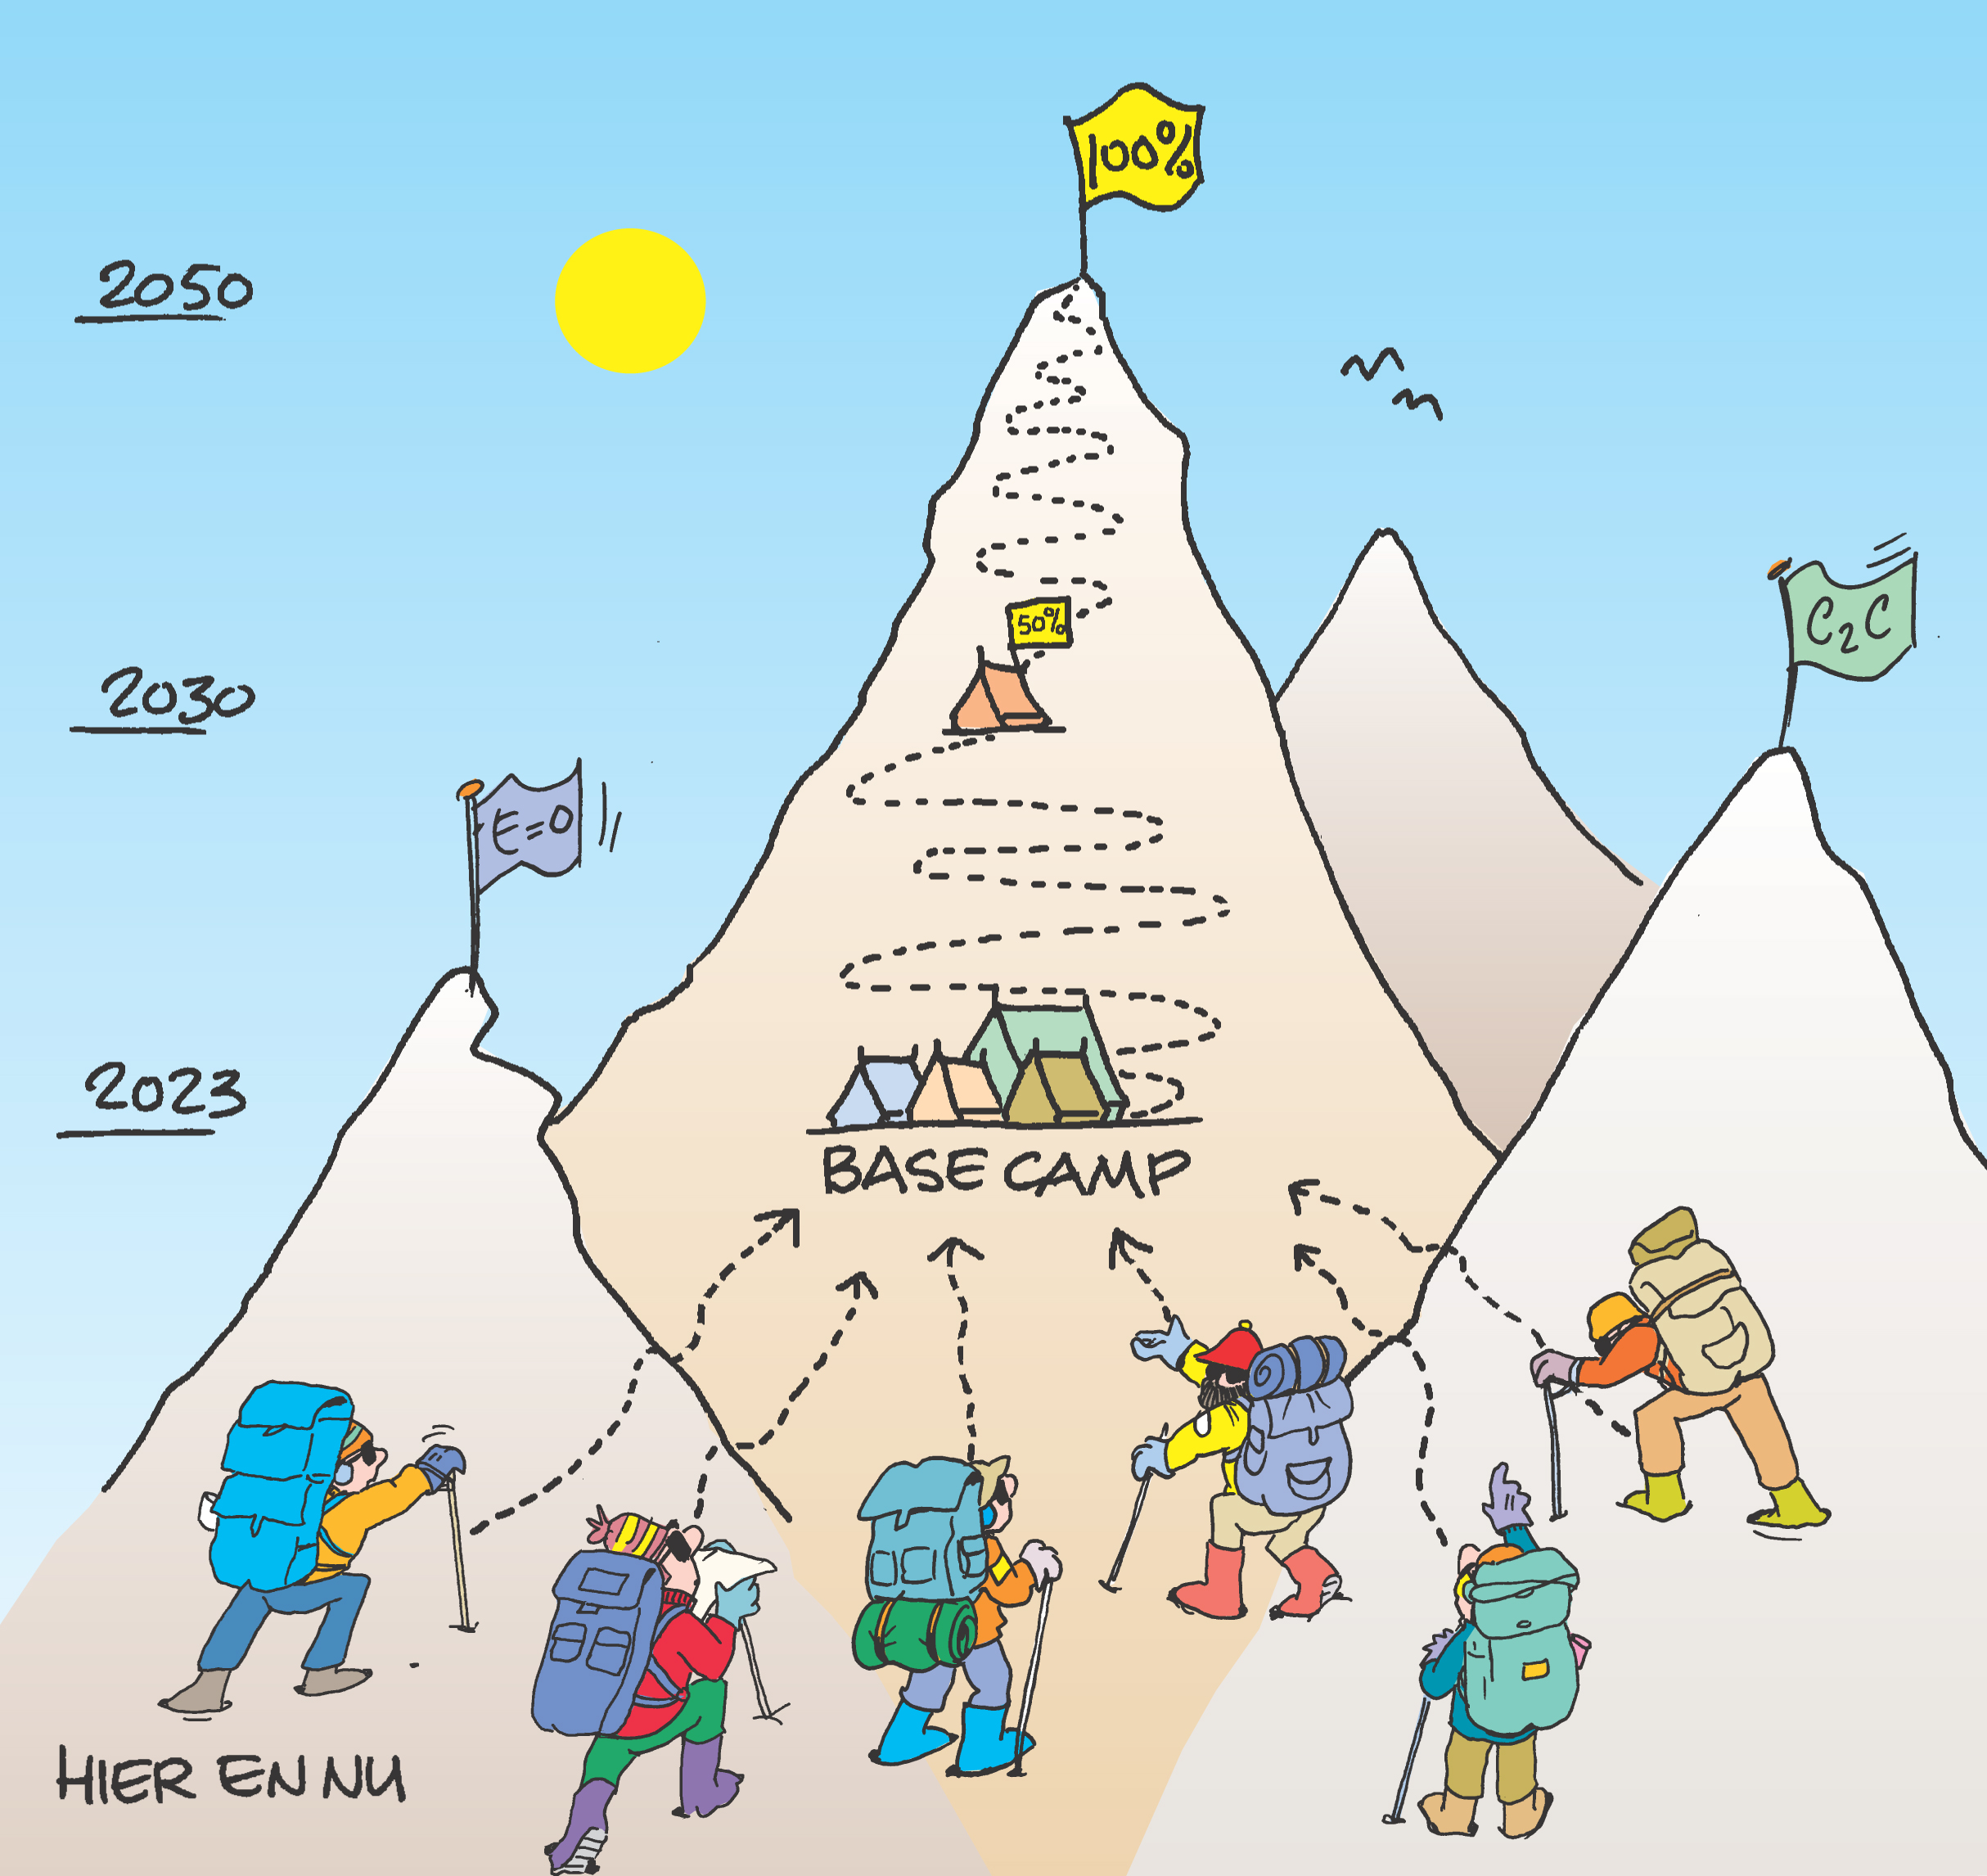 100%
2050
50%
C2C
2030
E=0
2023
BASE CAMP
HIER EN NU